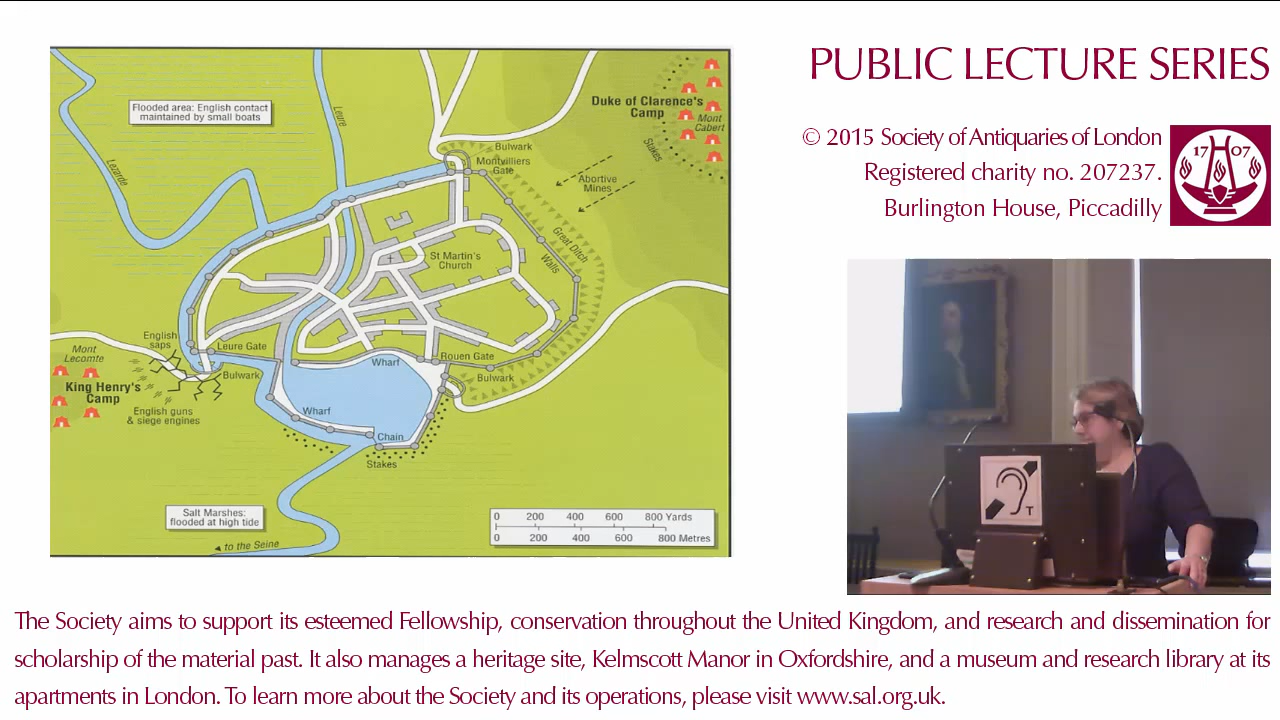 PUBLIC LECTURE SERIES
© 2015 Society of Antiquaries of London
Registered charity no. 207237.
Burlington House, Piccadilly
17 07
Flooded area: English contact
maintained by small boats
Lezarde
Leure
Duke of Clarence's
Camp
Mont
Cabert
Stakes
Bulwark
Montvilliers
Gate
Abortive
Mines
Great Ditch
Walls
St Martin's
Church
English
saps
Leure Gate
Mont
Lecomte
King Henry's
Camp
Bulwark
English guns
& siege engines
Wharf
Rouen Gate
Bulwark
Wharf
Chain
Stakes
Salt Marshes:
flooded at high tide
to the Seine
0 200 400 600 800 Yards
0 200 400 600 800 Metres
T
The Society aims to support its esteemed Fellowship, conservation throughout the United Kingdom, and research and dissemination for
scholarship of the material past. It also manages a heritage site, Kelmscott Manor in Oxfordshire, and a museum and research library at its
apartments in London. To learn more about the Society and its operations, please visit www.sal.org.uk.